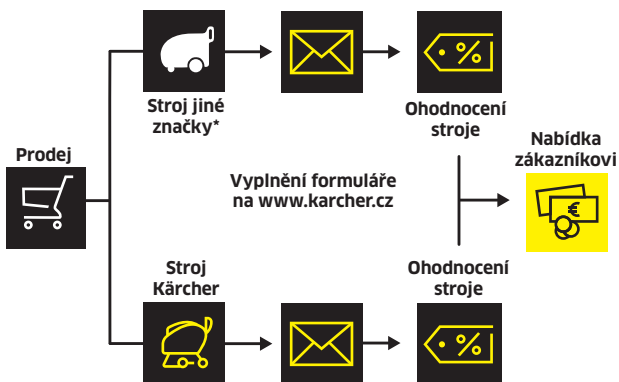 Stroj jiné
značky*
Ohodnocení
stroje
Nabídka
zákazníkovi
€
Prodej
Vyplnění formuláře
na www.karcher.cz
Stroj
Kärcher
Ohodnocení
stroje
%
%